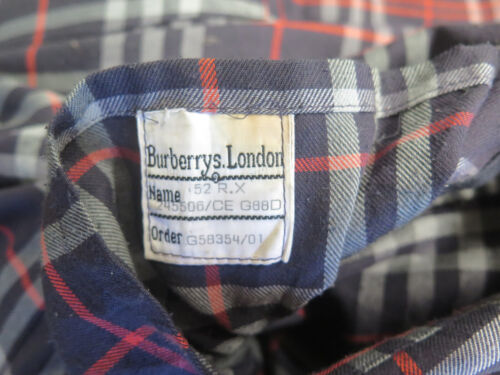 Burberrys. London
52 R.X
Name
245506/CE G88D
Order G58354/01